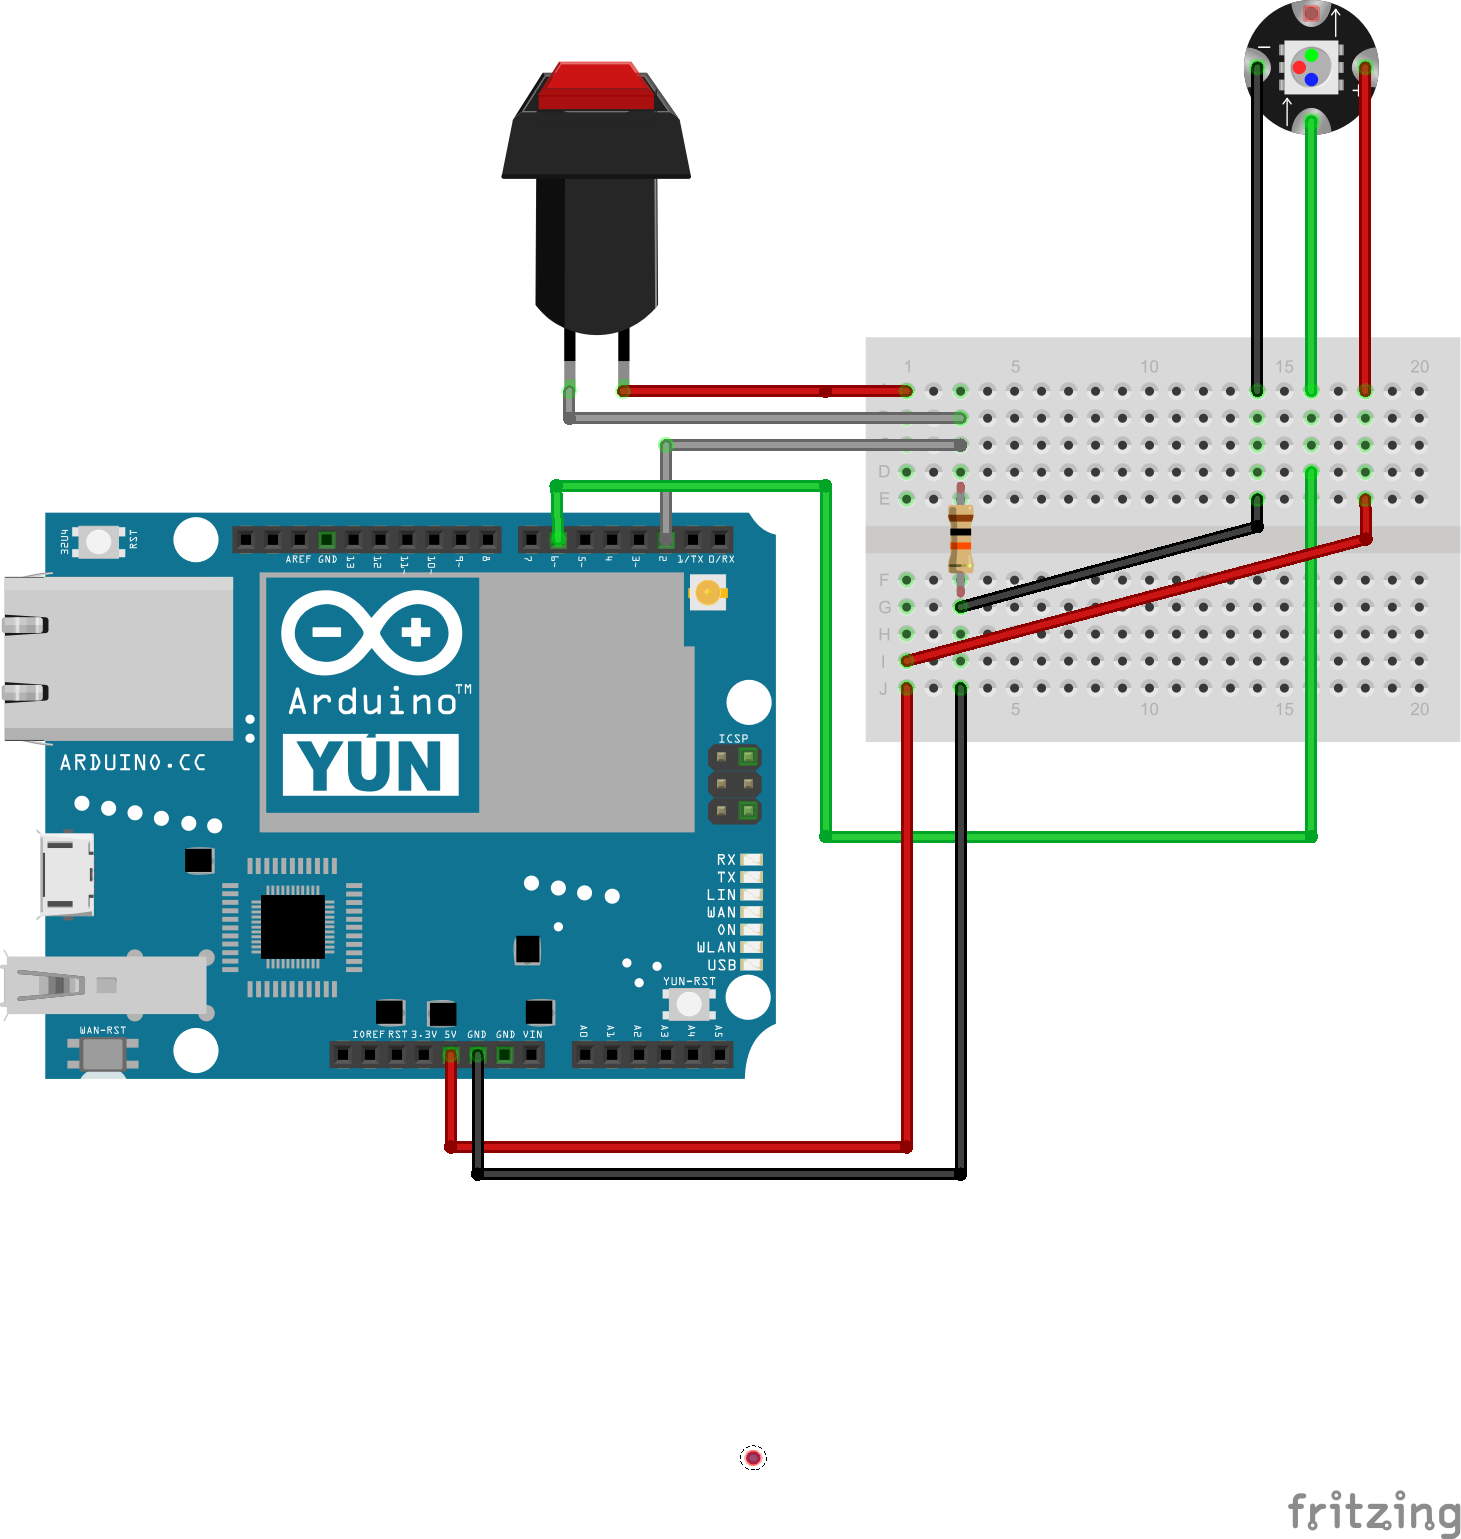 1 5 10 15 20
D
E
F
G
H
I
J
5 10 15 20
32U4 RST
AREF GND 13 12 11~ 10~ 9~ 8
7 6~ 5~ 4 3~ 2 1/TX 0/RX
Arduino™
YÚN
ARDUINO.CC
ICSP
RX
TX
LIN
WAN
ON
WLAN
USB
YUN-RST
WAN-RST
IOREF RST 3.3V 5V GND GND VIN
A0 A1 A2 A3 A4 A5
fritzing